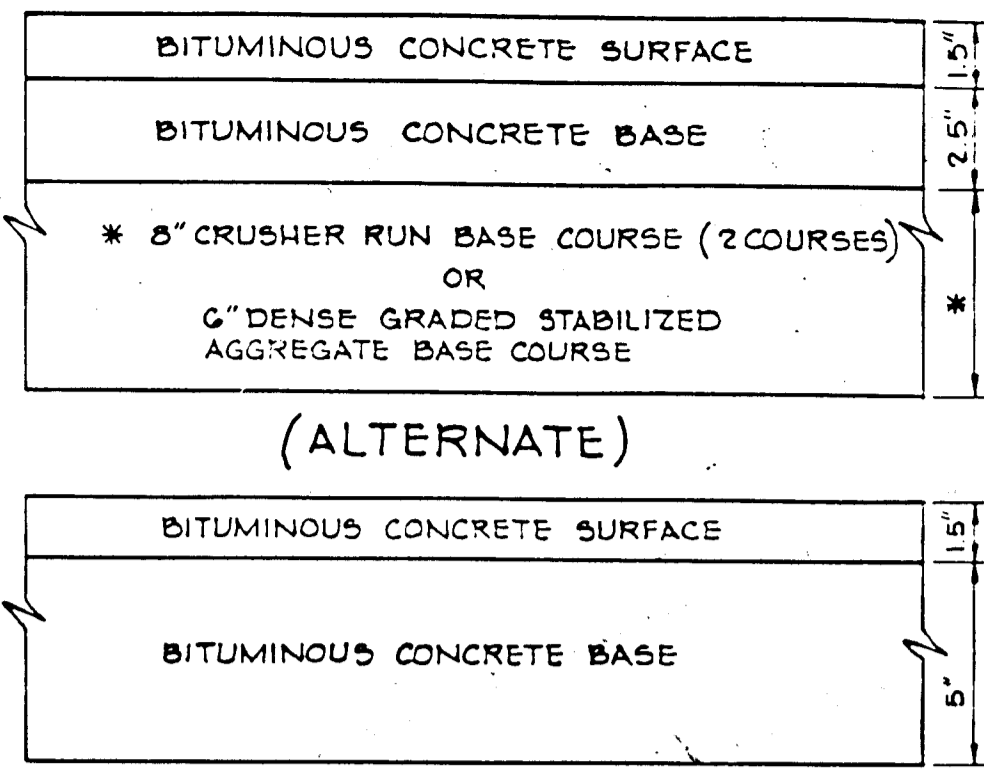 BITUMINOUS CONCRETE SURFACE
1.5"
BITUMINOUS CONCRETE BASE
2.5"
* 8" CRUSHER RUN BASE COURSE (2 COURSES)
OR
6" DENSE GRADED STABILIZED
AGGREGATE BASE COURSE
*
(ALTERNATE)
BITUMINOUS CONCRETE SURFACE
1.5"
BITUMINOUS CONCRETE BASE
5"